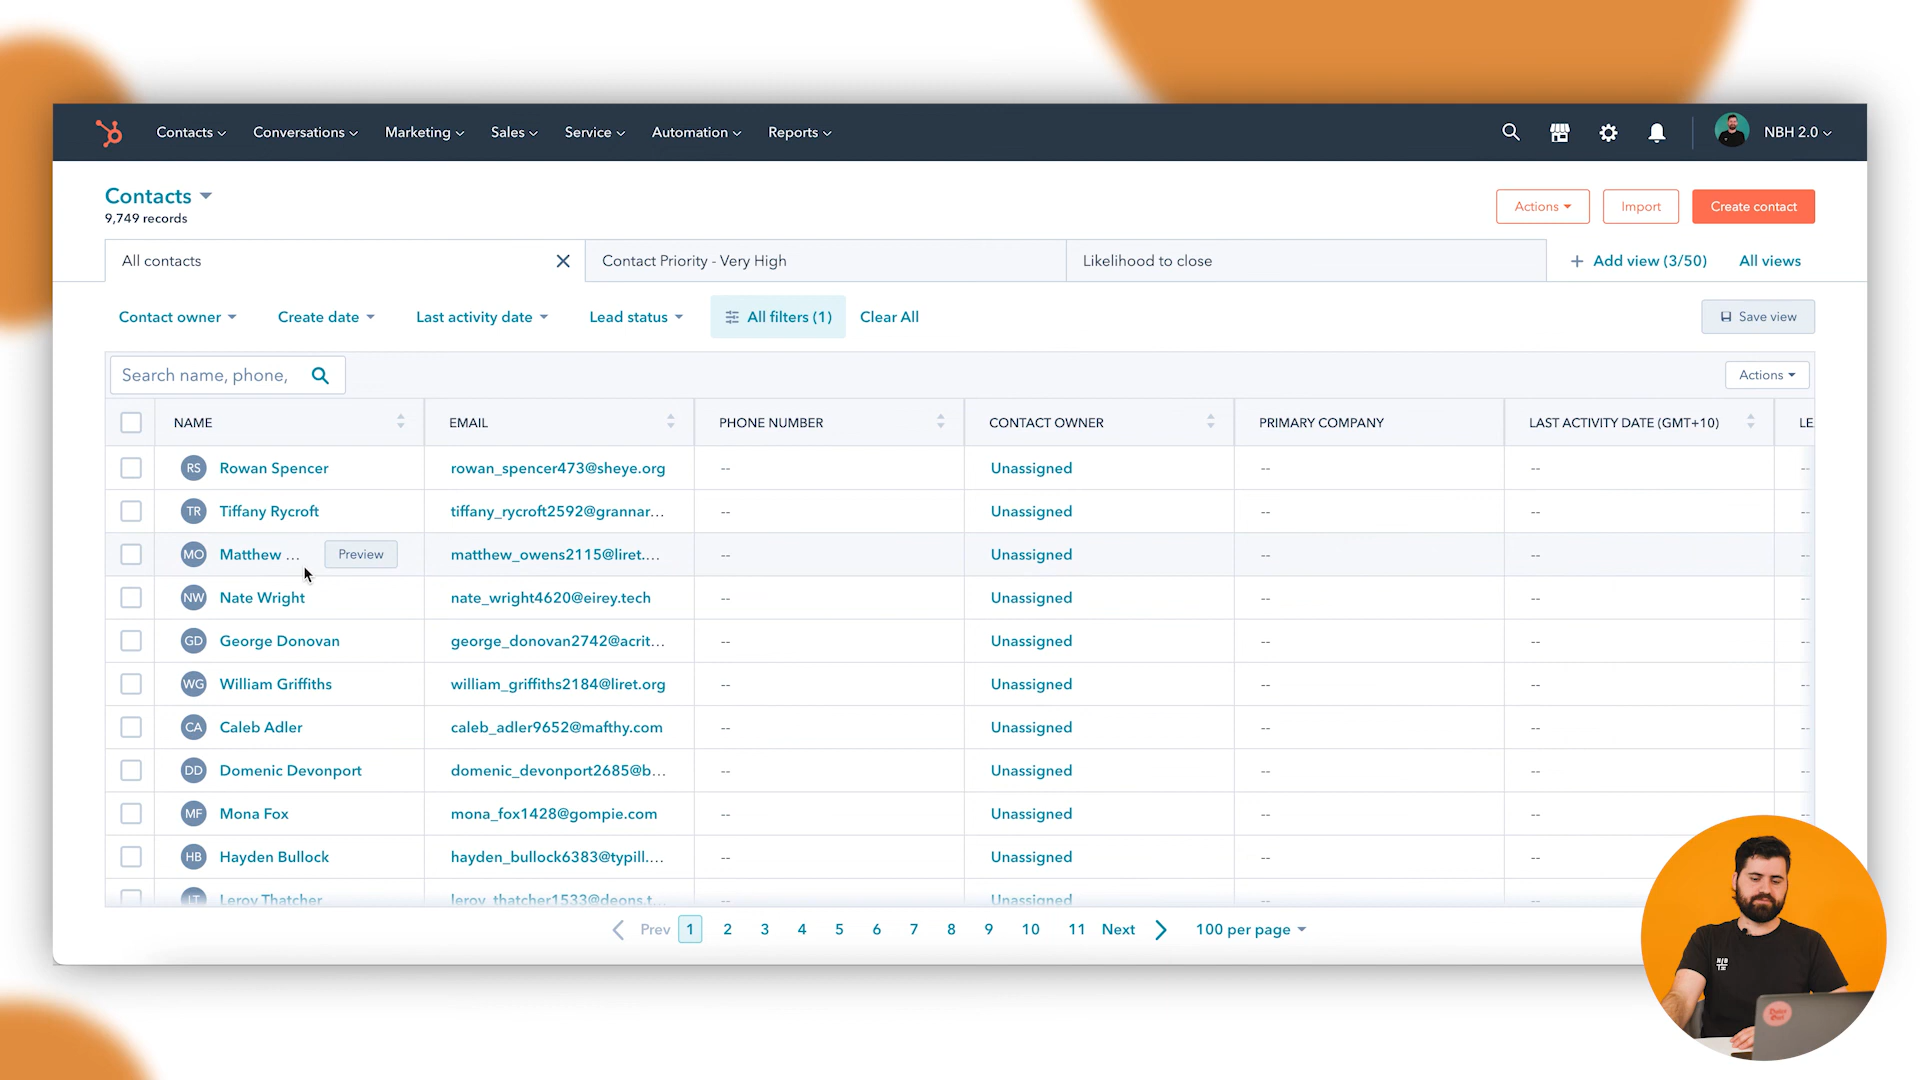 Contacts Conversations Marketing Sales Service Automation Reports NBH 2.0
Contacts
9,749 records
Actions Import Create contact
All contacts Contact Priority - Very High Likelihood to close + Add view (3/50) All views
Contact owner Create date Last activity date Lead status All filters (1) Clear All Save view
Search name, phone, Actions
NAME EMAIL PHONE NUMBER CONTACT OWNER PRIMARY COMPANY LAST ACTIVITY DATE (GMT+10) LE
RS Rowan Spencer rowan_spencer473@sheye.org -- Unassigned -- -- --
TR Tiffany Rycroft tiffany_rycroft2592@grannar... -- Unassigned -- -- --
MO Matthew ... Preview matthew_owens2115@liret.... -- Unassigned -- -- --
NW Nate Wright nate_wright4620@eirey.tech -- Unassigned -- -- --
GD George Donovan george_donovan2742@acrit... -- Unassigned -- -- --
WG William Griffiths william_griffiths2184@liret.org -- Unassigned -- -- --
CA Caleb Adler caleb_adler9652@mafthy.com -- Unassigned -- -- --
DD Domenic Devonport domenic_devonport2685@b... -- Unassigned -- -- --
MF Mona Fox mona_fox1428@gompie.com -- Unassigned -- -- --
HB Hayden Bullock hayden_bullock6383@typill.... -- Unassigned -- --
LT Leroy Thatcher leroy_thatcher1533@deons.t... -- Unassigned -- --
Prev 1 2 3 4 5 6 7 8 9 10 11 Next 100 per page